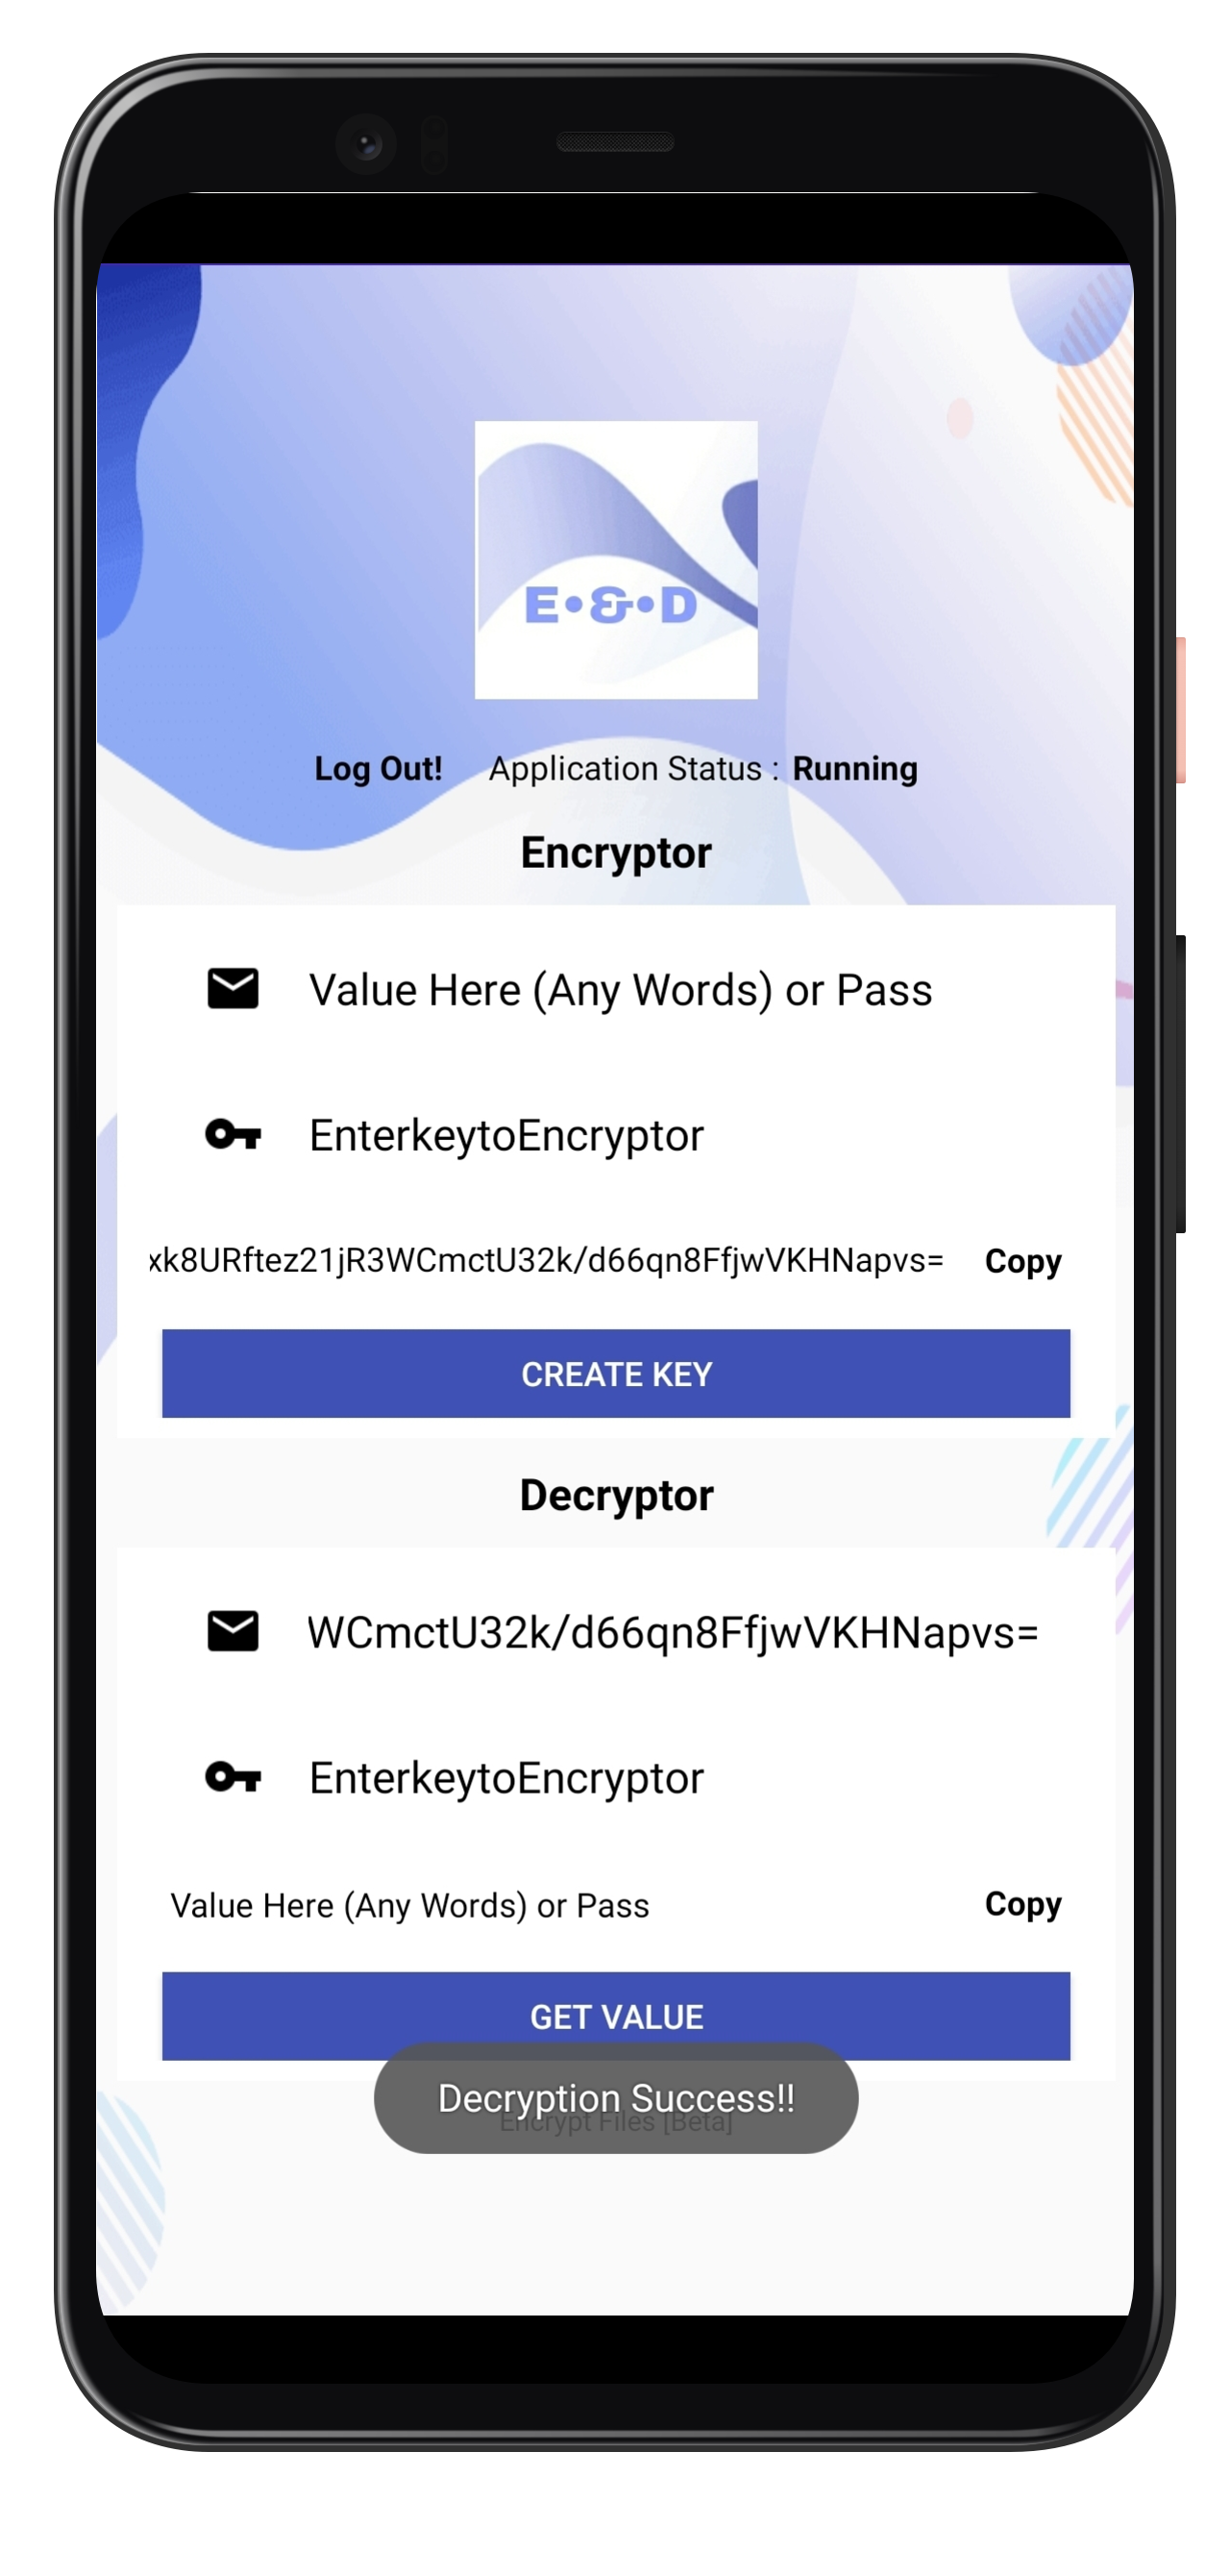 E•&•D
Log Out! Application Status : Running
Encryptor
Value Here (Any Words) or Pass
EnterkeytoEncryptor
xk8URftez21jR3WCmctU32k/d66qn8FfjwVKHNapvs= Copy
CREATE KEY
Decryptor
WCmctU32k/d66qn8FfjwVKHNapvs=
EnterkeytoEncryptor
Value Here (Any Words) or Pass Copy
GET VALUE
Decryption Success!!
Encrypt Files [Beta]